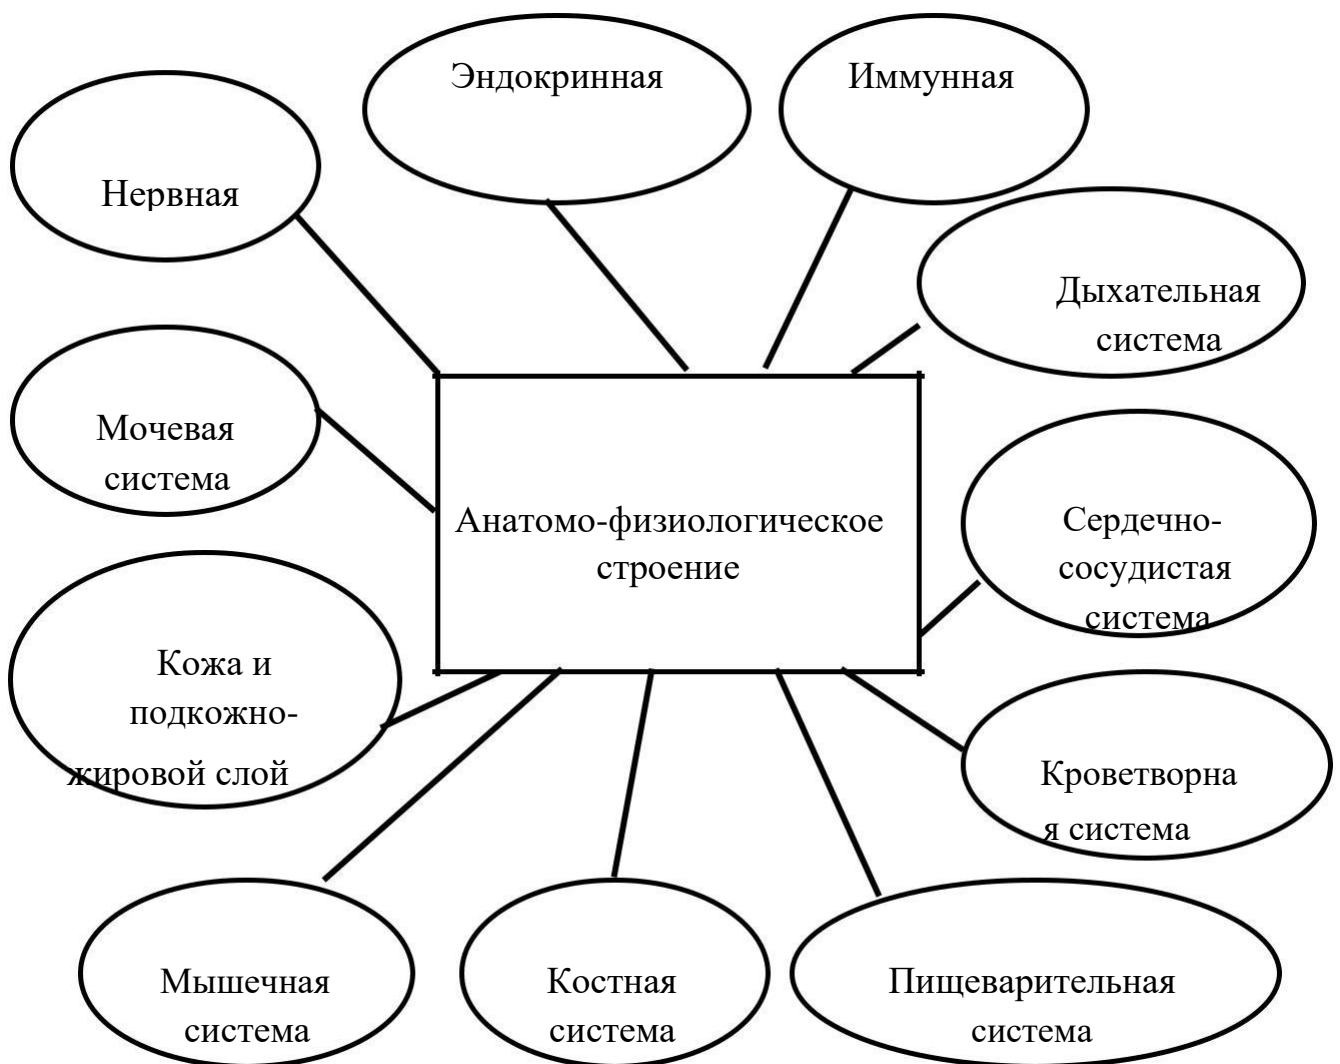 Эндокринная
Иммунная
Нервная
Дыхательная
система
Мочевая
система
Анатомо-физиологическое
строение
Сердечно-
сосудистая
система
Кожа и
подкожно-
жировой слой
Кроветворна
я система
Мышечная
система
Костная
система
Пищеварительная
система